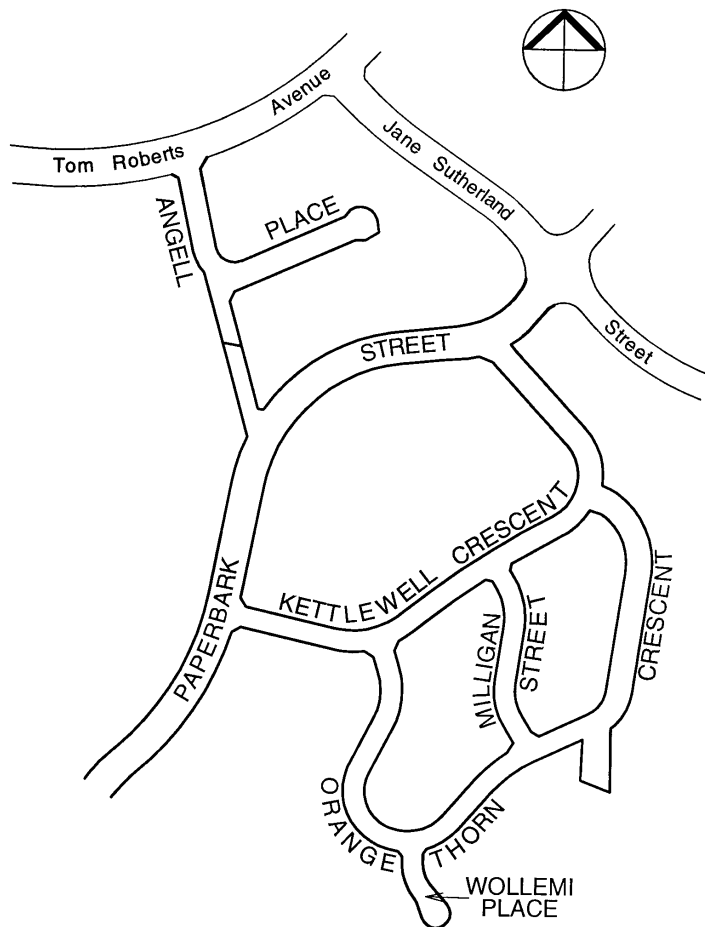 Tom Roberts Avenue
Jane Sutherland Street
ANGELL PLACE
PAPERBARK STREET
KETTLEWELL CRESCENT
MILLIGAN STREET
ORANGE THORN CRESCENT
WOLLEMI
PLACE